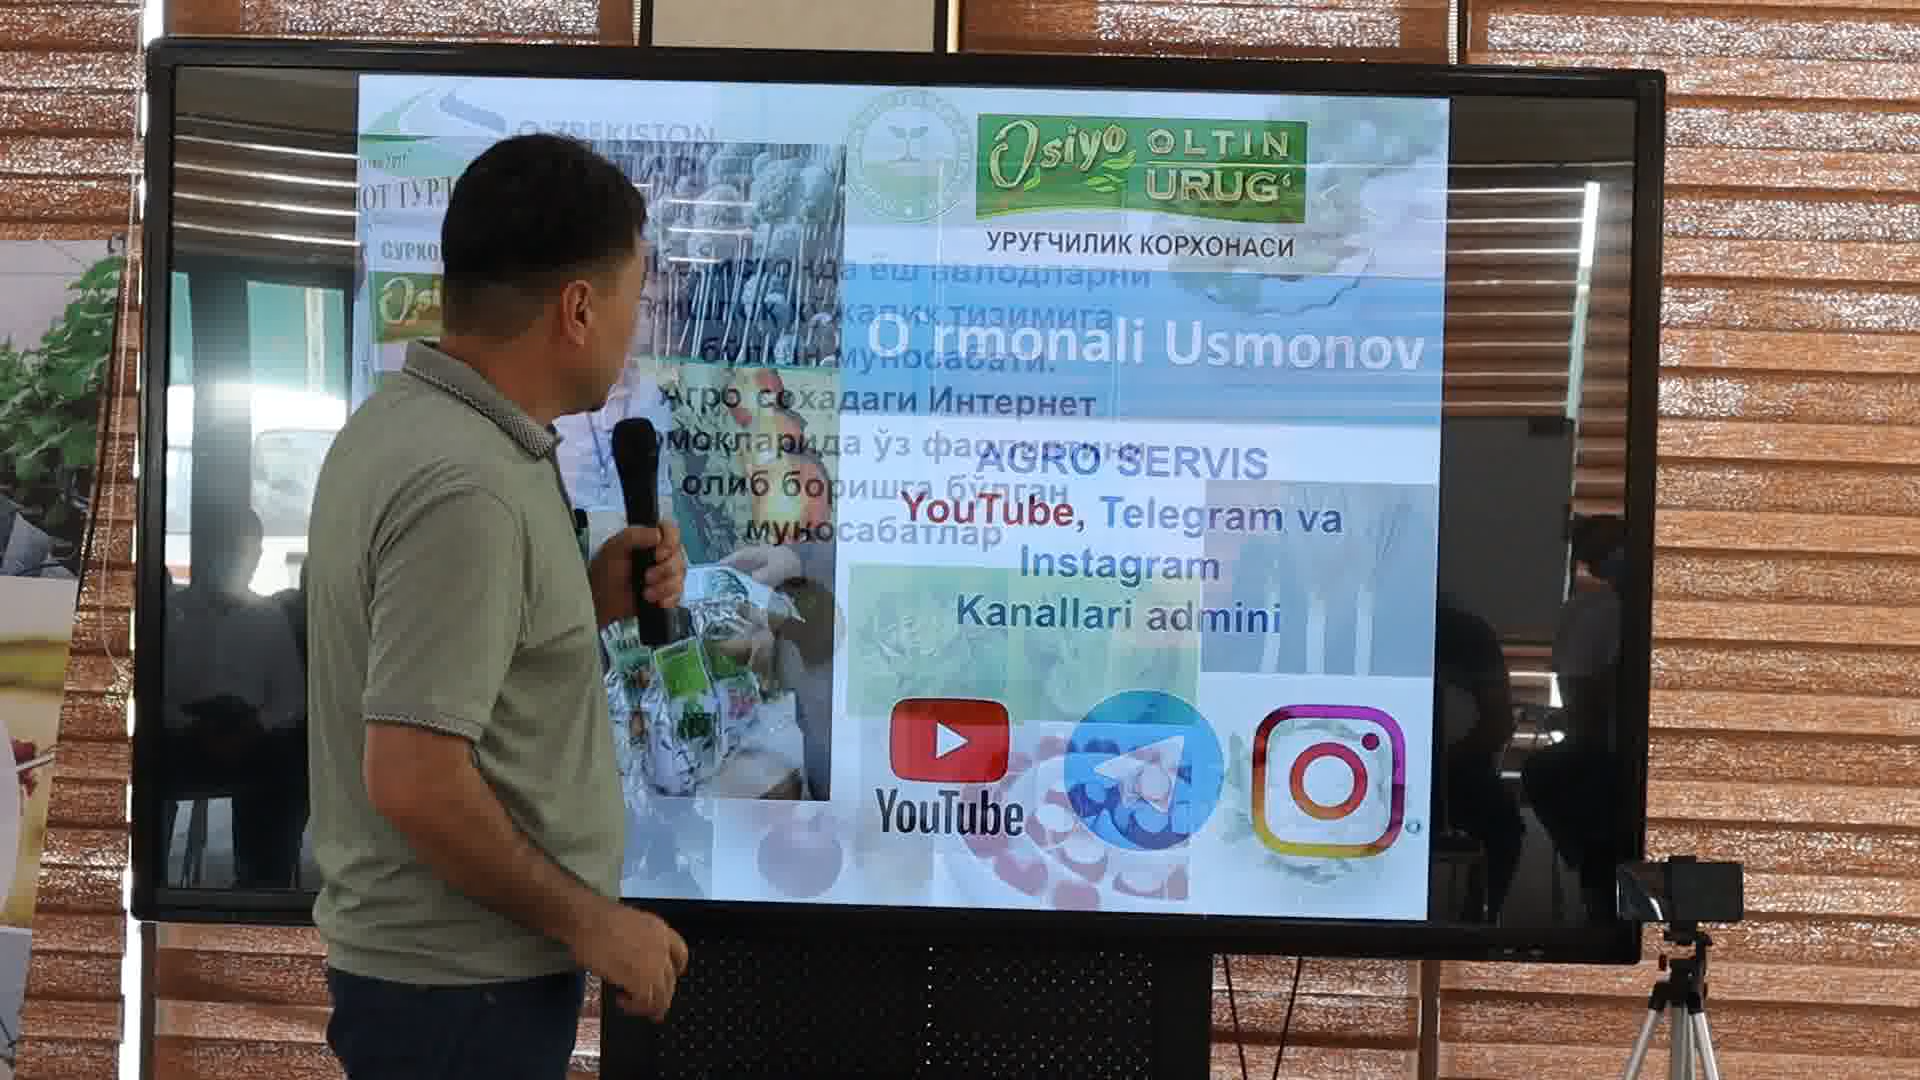 O'ZBEKISTON
Osiyo OLTIN
URUG‘
УРУҒЧИЛИК КОРХОНАСИ
ёш авлодларни
тизимига
бўлган муносабати.
Агро соҳадаги Интернет
ўз фаолиятини
олиб боришга бўлган
муносабатлар
O rmonali Usmonov
AGRO SERVIS
YouTube, Telegram va
Instagram
Kanallari admini
YouTube